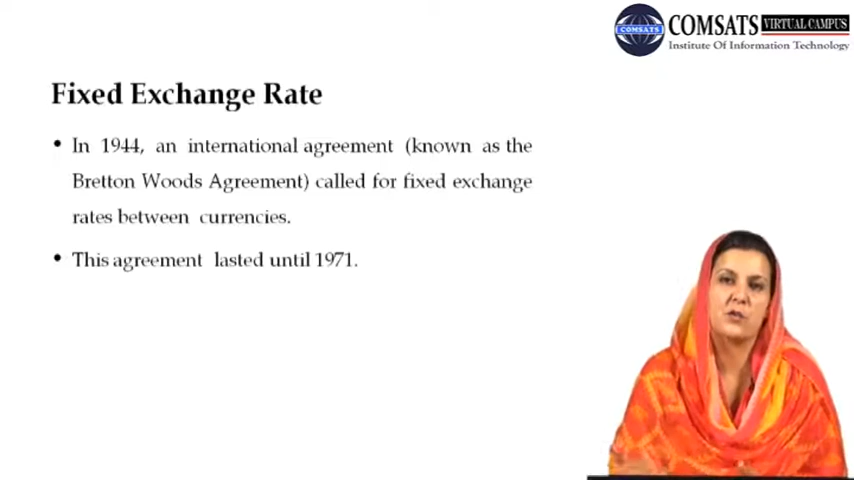 COMSATS VIRTUAL CAMPUS
COMSATS
Institute Of Information Technology
Fixed Exchange Rate
• In 1944, an international agreement (known as the
Bretton Woods Agreement) called for fixed exchange
rates between currencies.
• This agreement lasted until 1971.